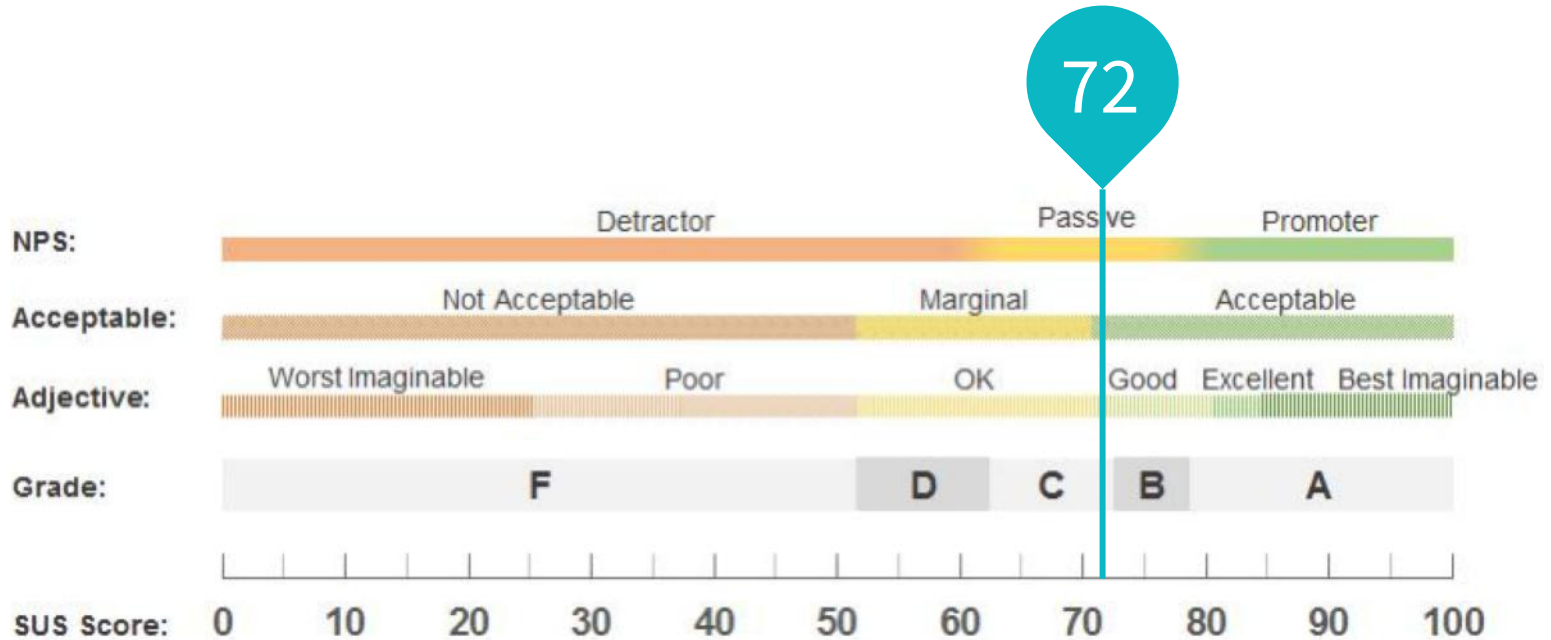 72
Detractor Passive Promoter
NPS:
Not Acceptable Marginal Acceptable
Acceptable:
Worst Imaginable Poor OK Good Excellent Best Imaginable
Adjective:
Grade: F D C B A
SUS Score: 0 10 20 30 40 50 60 70 80 90 100